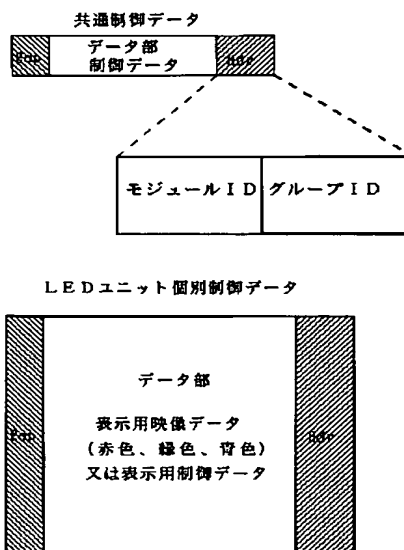 共通制御データ
データ部
制御データ
モジュールID グループID
LEDユニット個別制御データ
データ部
表示用映像データ
(赤色、緑色、青色)
又は表示用制御データ